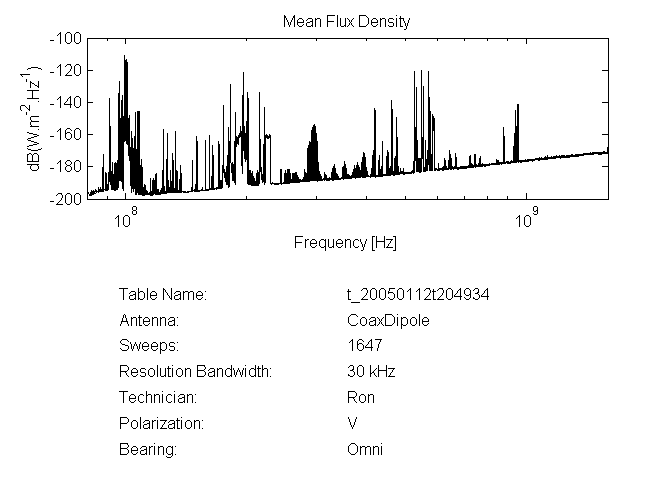 Mean Flux Density
-100
-120
-140
-160
-180
-200
dB(W.m-2.Hz-1)
10^8
10^9
Frequency [Hz]
Table Name: t_20050112t204934
Antenna: CoaxDipole
Sweeps: 1647
Resolution Bandwidth: 30 kHz
Technician: Ron
Polarization: V
Bearing: Omni